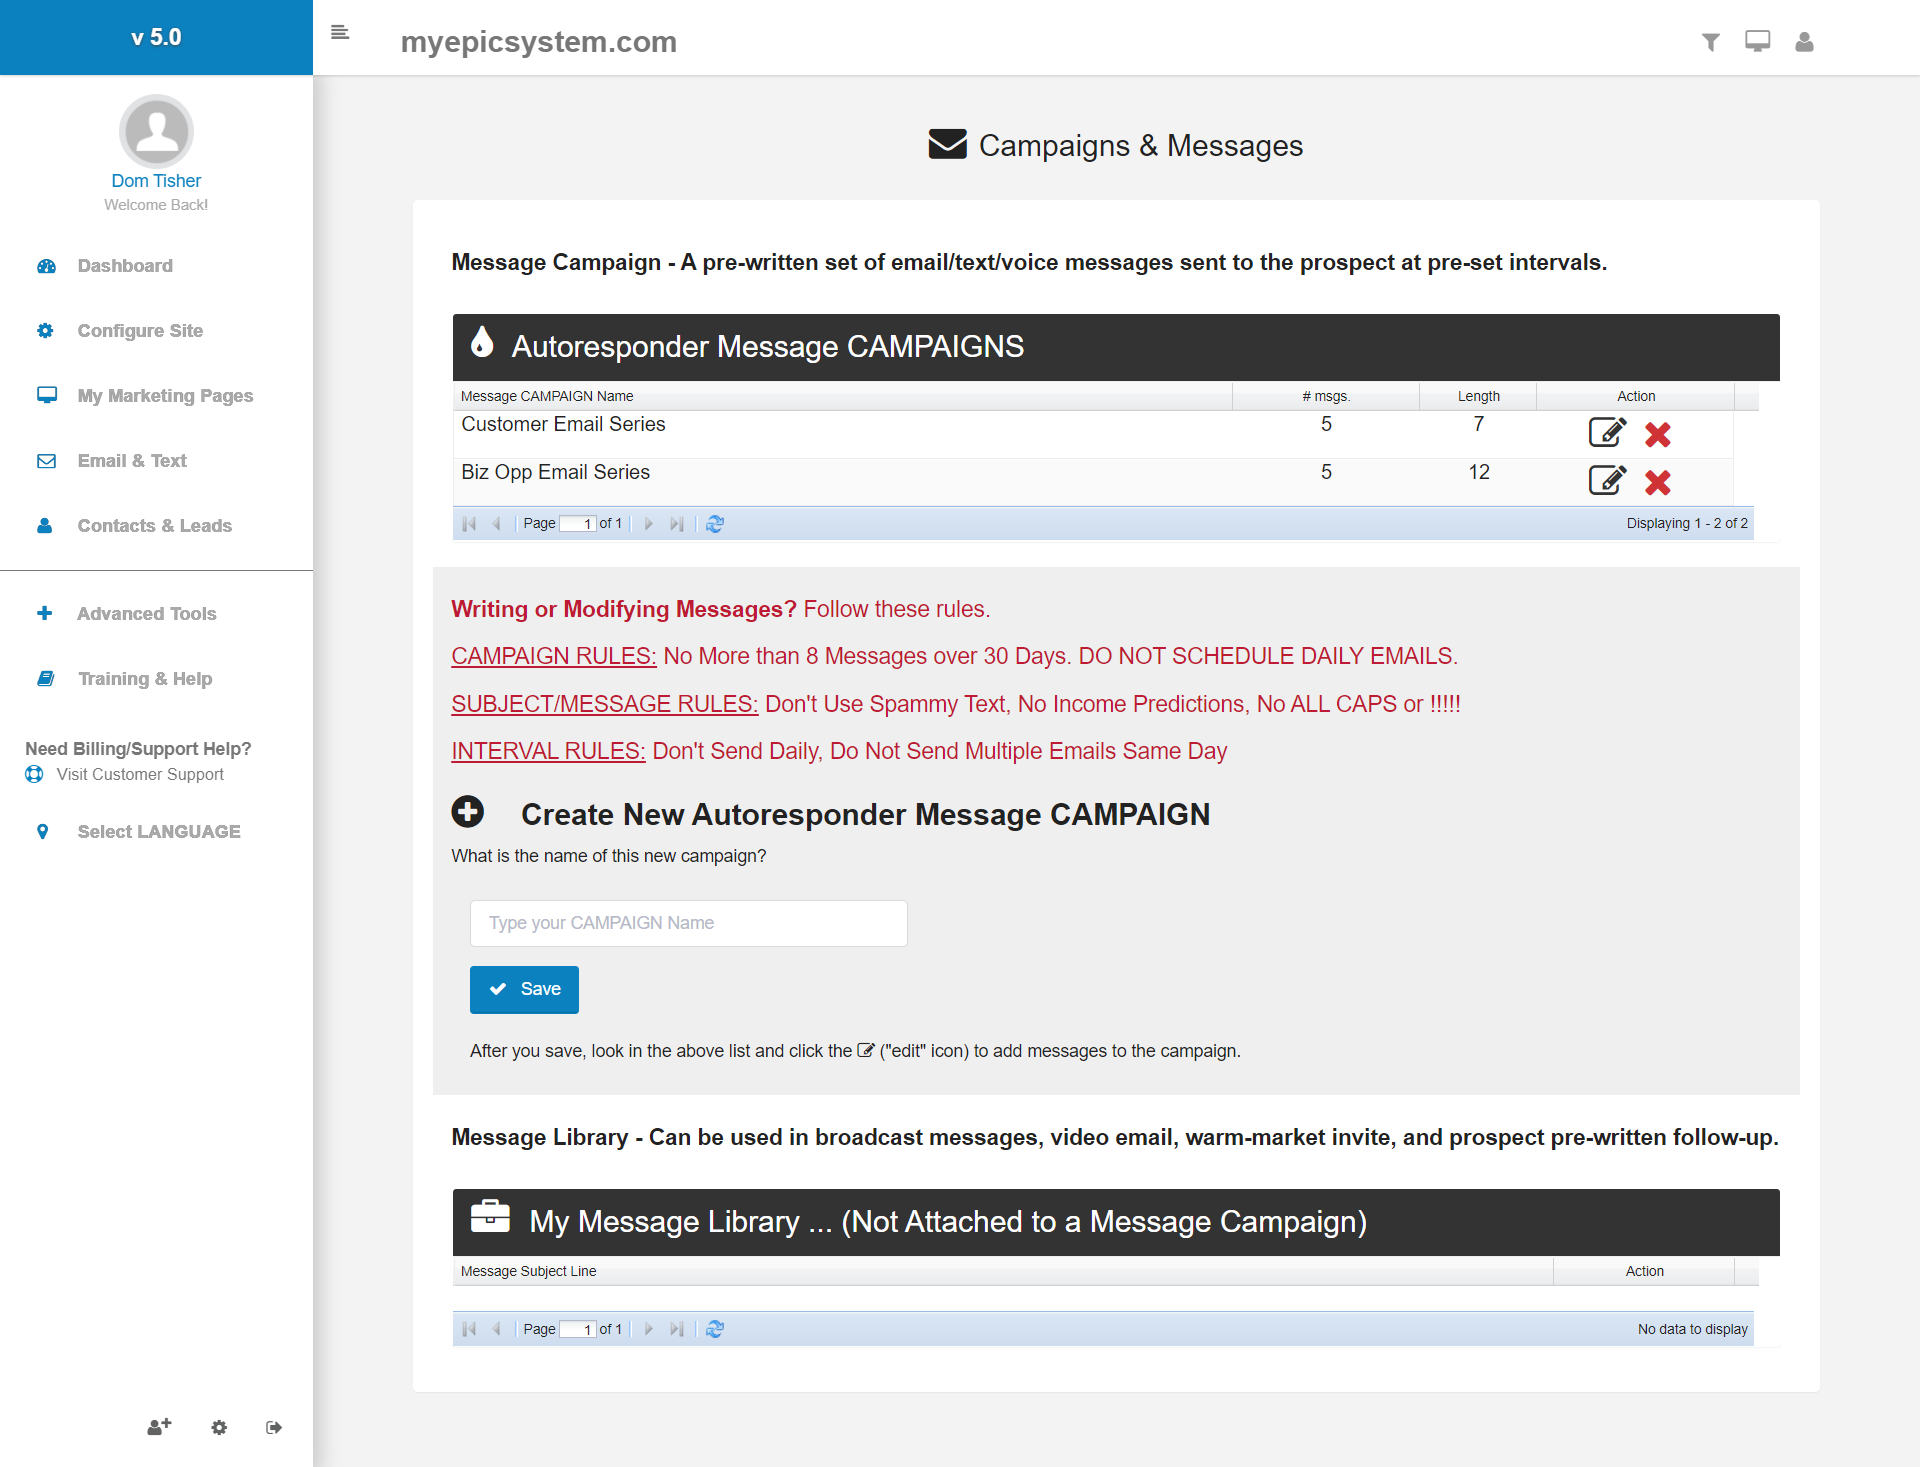 v 5.0
myepicsystem.com
Dom Tisher
Welcome Back!
Dashboard
Configure Site
My Marketing Pages
Email & Text
Contacts & Leads
Advanced Tools
Training & Help
Need Billing/Support Help?
Visit Customer Support
Select LANGUAGE
Campaigns & Messages
Message Campaign - A pre-written set of email/text/voice messages sent to the prospect at pre-set intervals.
Autoresponder Message CAMPAIGNS
Message CAMPAIGN Name # msgs. Length Action
Customer Email Series 5 7
Biz Opp Email Series 5 12
Page 1 of 1 Displaying 1 - 2 of 2
Writing or Modifying Messages? Follow these rules.
CAMPAIGN RULES: No More than 8 Messages over 30 Days. DO NOT SCHEDULE DAILY EMAILS.
SUBJECT/MESSAGE RULES: Don't Use Spammy Text, No Income Predictions, No ALL CAPS or !!!!!
INTERVAL RULES: Don't Send Daily, Do Not Send Multiple Emails Same Day
Create New Autoresponder Message CAMPAIGN
What is the name of this new campaign?
Type your CAMPAIGN Name
Save
After you save, look in the above list and click the ("edit" icon) to add messages to the campaign.
Message Library - Can be used in broadcast messages, video email, warm-market invite, and prospect pre-written follow-up.
My Message Library ... (Not Attached to a Message Campaign)
Message Subject Line Action
Page 1 of 1 No data to display